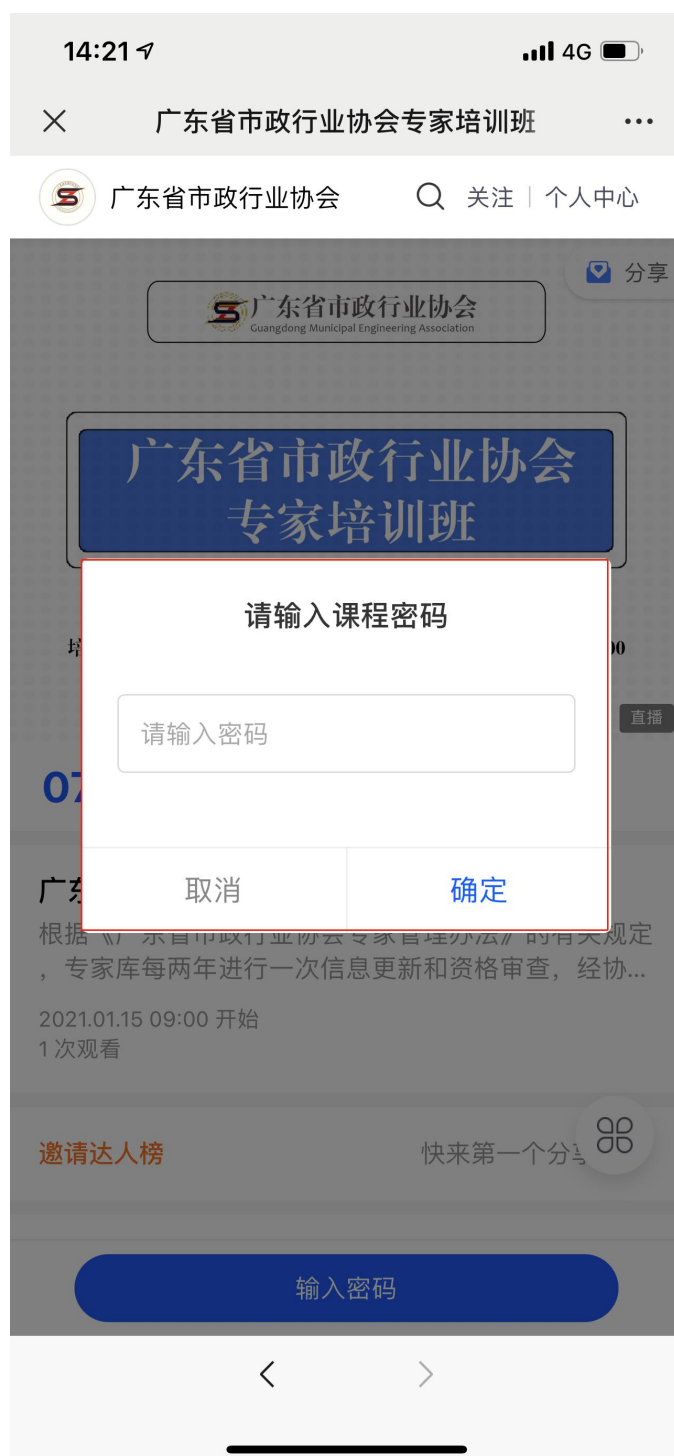 14:21
4G
广东省市政行业协会专家培训班
广东省市政行业协会
关注
个人中心
分享
广东省市政行业协会
Guangdong Municipal Engineering Association
广东省市政行业协会
专家培训班
请输入课程密码
培
00
请输入密码
直播
07
取消
确定
广东
根据《广东省市政行业协会专家管理办法》的有关规定
，专家库每两年进行一次信息更新和资格审查，经协...
2021.01.15 09:00 开始
1 次观看
邀请达人榜
快来第一个分享
输入密码